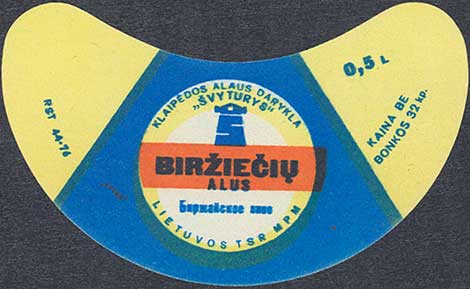 RST 44-76
KLAIPĖDOS ALAUS DARYKLA
„ŠVYTURYS"
BIRŽIEČIŲ
ALUS
Биржайское пиво
LIETUVOS TSR MPM
0,5 L
KAINA BE
BONKOS 32 kp.